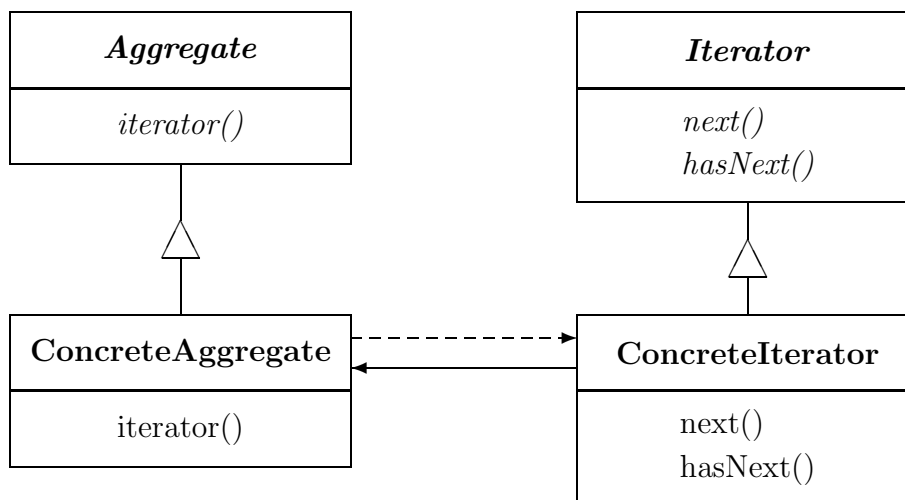 Aggregate
iterator()
Iterator
next()
hasNext()
ConcreteAggregate
iterator()
ConcreteIterator
next()
hasNext()